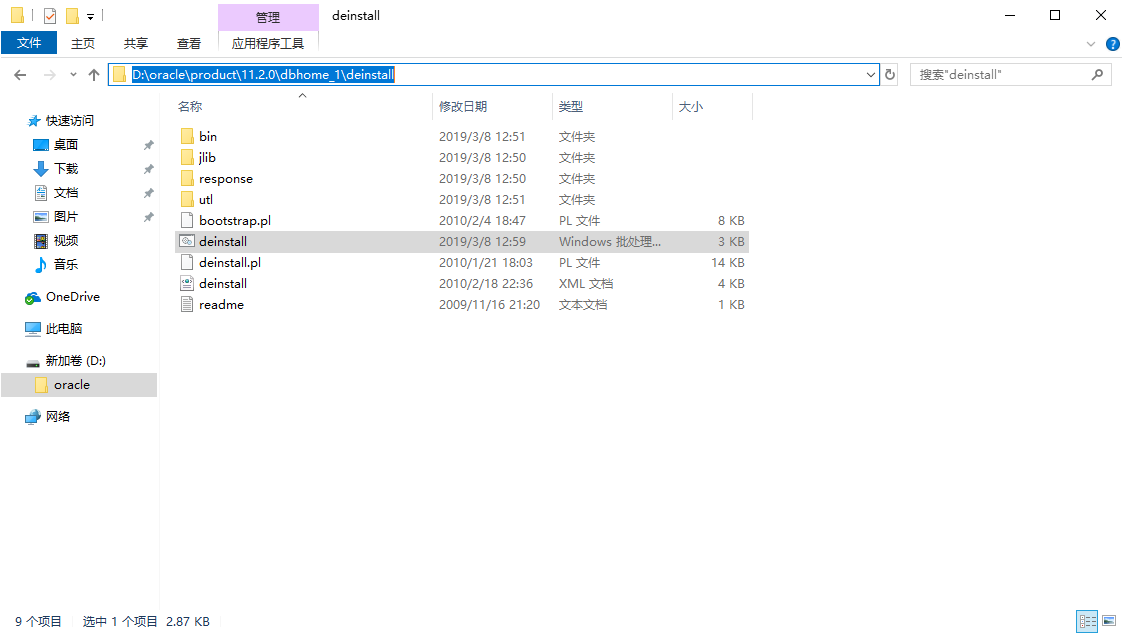 管理
deinstall
文件
主页
共享
查看
应用程序工具
D:\oracle\product\11.2.0\dbhome_1\deinstall
搜索"deinstall"
名称 修改日期 类型 大小
快速访问
桌面
下载
文档
图片
视频
音乐
OneDrive
此电脑
新加卷 (D:)
oracle
网络
bin 2019/3/8 12:51 文件夹
jlib 2019/3/8 12:50 文件夹
response 2019/3/8 12:50 文件夹
utl 2019/3/8 12:51 文件夹
bootstrap.pl 2010/2/4 18:47 PL 文件 8 KB
deinstall 2019/3/8 12:59 Windows 批处理... 3 KB
deinstall.pl 2010/1/21 18:03 PL 文件 14 KB
deinstall 2010/2/18 22:36 XML 文档 4 KB
readme 2009/11/16 21:20 文本文档 1 KB
9 个项目 选中 1 个项目 2.87 KB